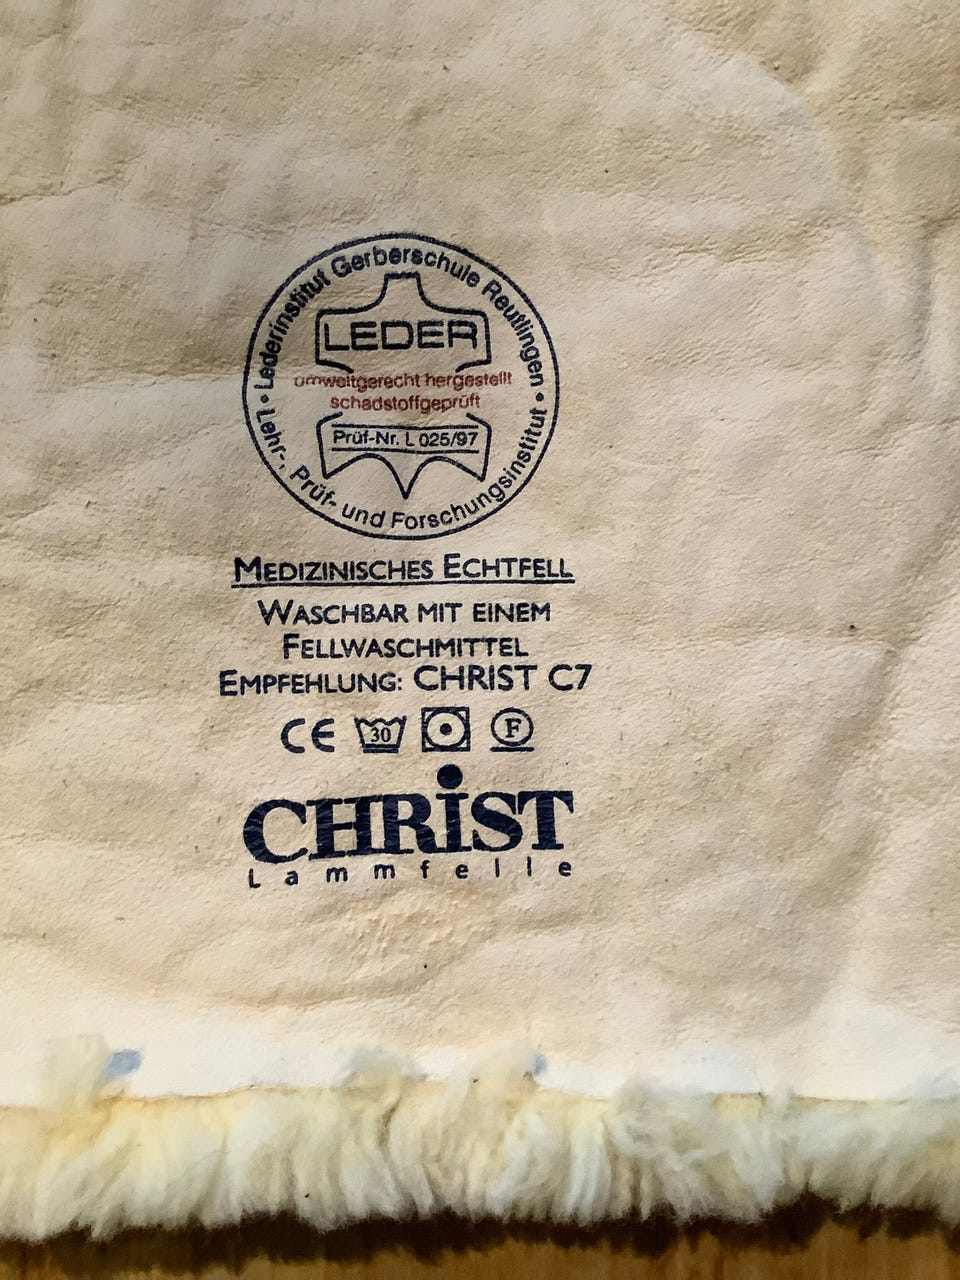 Lederinstitut Gerberschule Reutlingen
LEDER
umweltgerecht hergestellt
schadstoffgeprüft
Prüf-Nr. L 025/97
• Lehr-, Prüf- und Forschungsinstitut •
MEDIZINISCHES ECHTFELL
WASCHBAR MIT EINEM
FELLWASCHMITTEL
EMPFEHLUNG: CHRIST C7
CE 30 F
CHRiST
Lammfelle